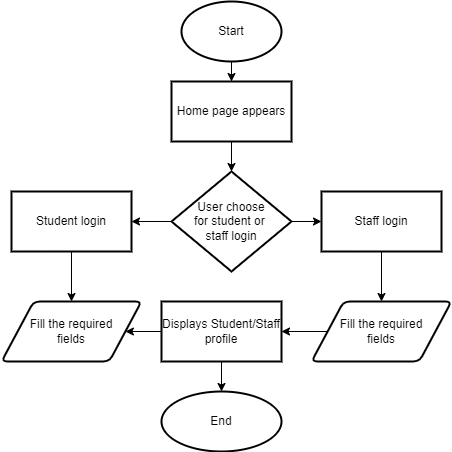 Start
Home page appears
User choose
for student or
staff login
Student login
Staff login
Fill the required
fields
Displays Student/Staff
profile
Fill the required
fields
End